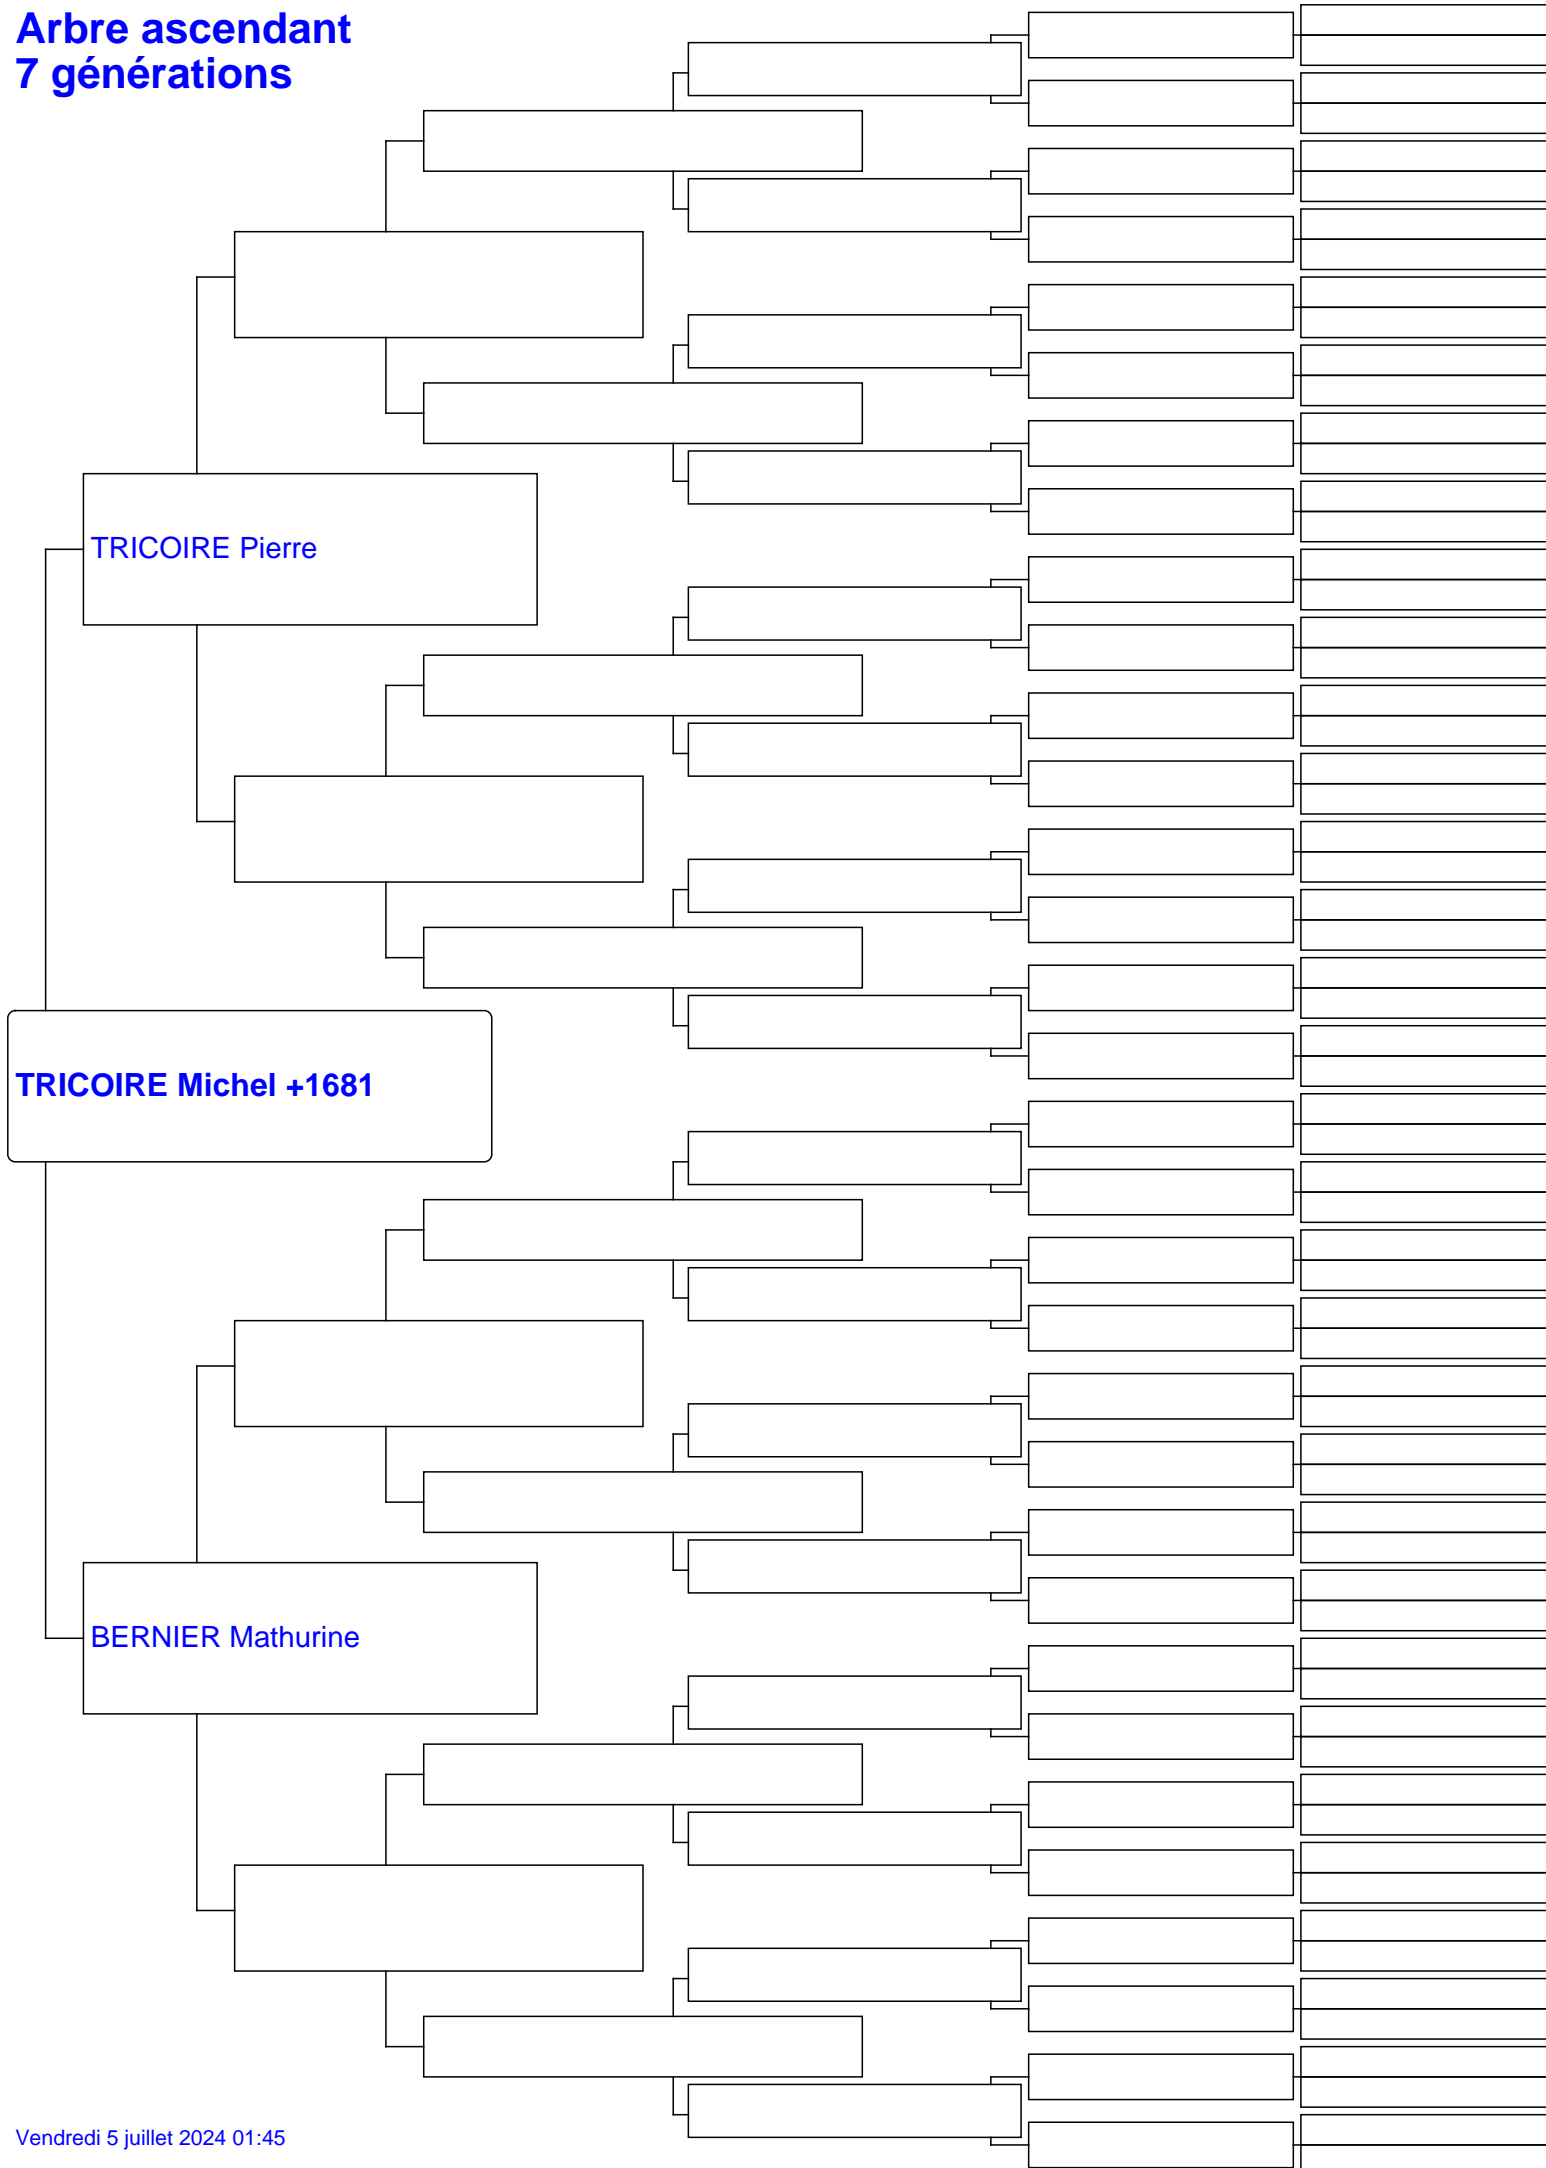 Arbre ascendant
7 générations
TRICOIRE Pierre
TRICOIRE Michel +1681
BERNIER Mathurine
Vendredi 5 juillet 2024 01:45